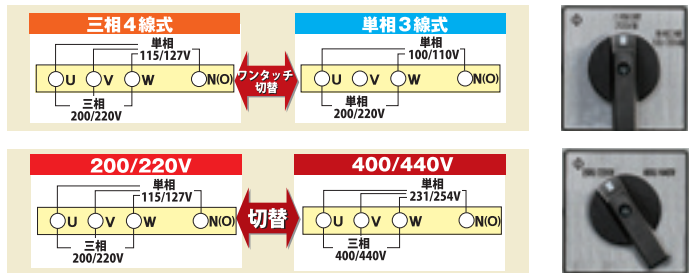 三相4線式
単相3線式
単相
115/127V
U V W N(O)
三相
200/220V
ワンタッチ
切替
単相
100/110V
U V W N(O)
単相
200/220V
200/220V
400/440V
単相
115/127V
U V W N(O)
三相
200/220V
切替
単相
231/254V
U V W N(O)
三相
400/440V